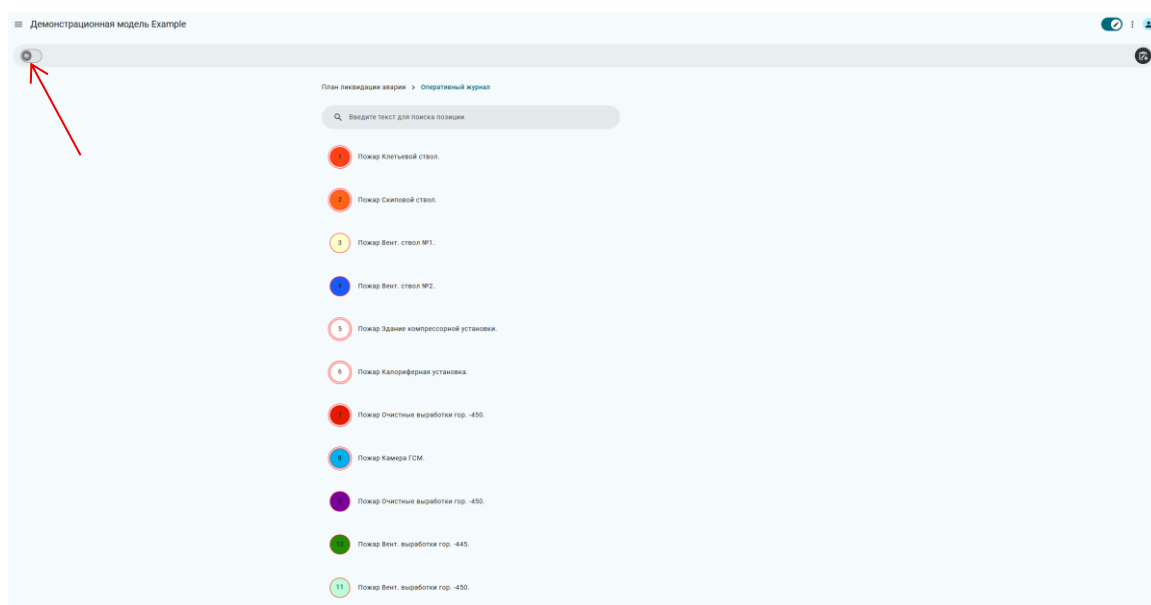 Демонстрационная модель Example
План ликвидации аварии > Оперативный журнал
Введите текст для поиска позиции
1 Пожар Клетьевой ствол.
2 Пожар Скиповой ствол.
3 Пожар Вент. ствол №1.
4 Пожар Вент. ствол №2.
5 Пожар Здание компрессорной установки.
6 Пожар Калориферная установка.
7 Пожар Очистные выработки гор. -450.
8 Пожар Камера ГСМ.
9 Пожар Очистные выработки гор. -450.
10 Пожар Вент. выработки гор. -445.
11 Пожар Вент. выработки гор. -450.